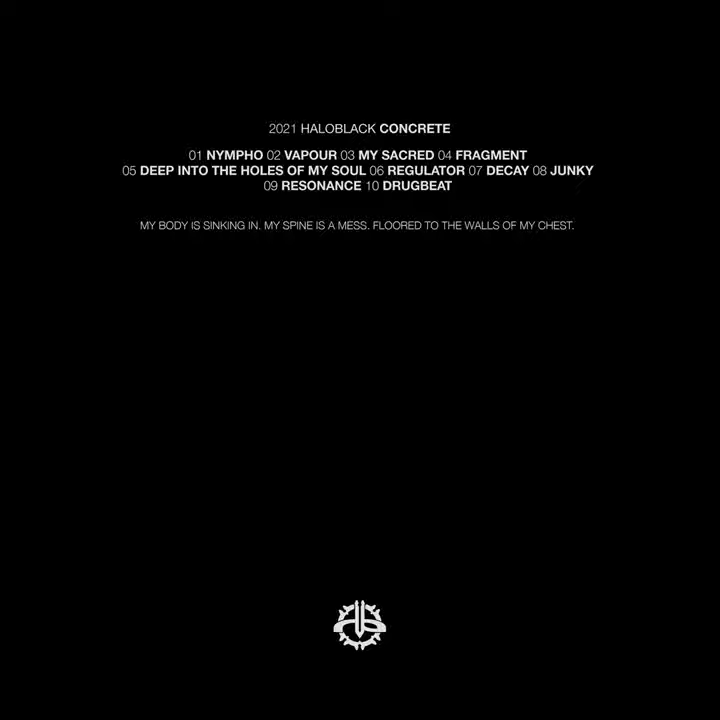 2021 HALOBLACK CONCRETE
01 NYMPHO 02 VAPOUR 03 MY SACRED 04 FRAGMENT
05 DEEP INTO THE HOLES OF MY SOUL 06 REGULATOR 07 DECAY 08 JUNKY
09 RESONANCE 10 DRUGBEAT
MY BODY IS SINKING IN. MY SPINE IS A MESS. FLOORED TO THE WALLS OF MY CHEST.